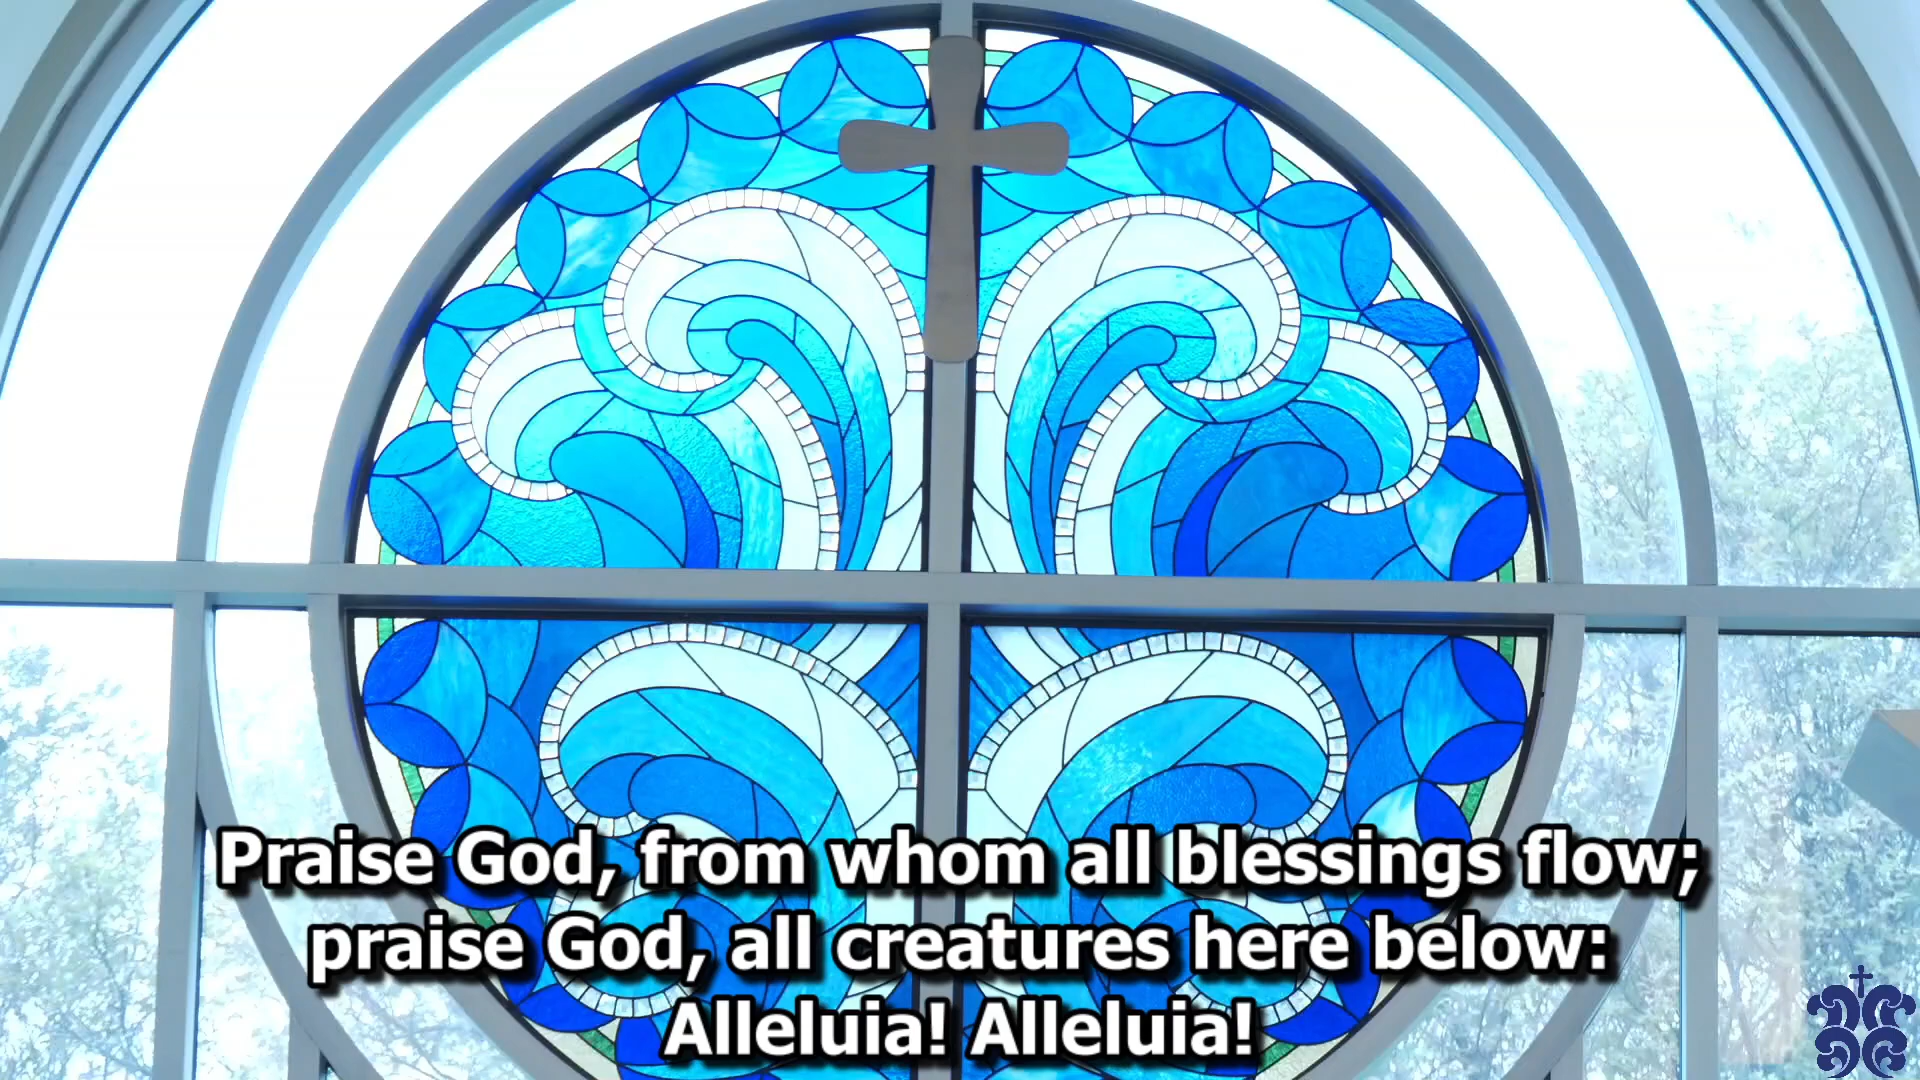 Praise God, from whom all blessings flow;
praise God, all creatures here below:
Alleluia! Alleluia!